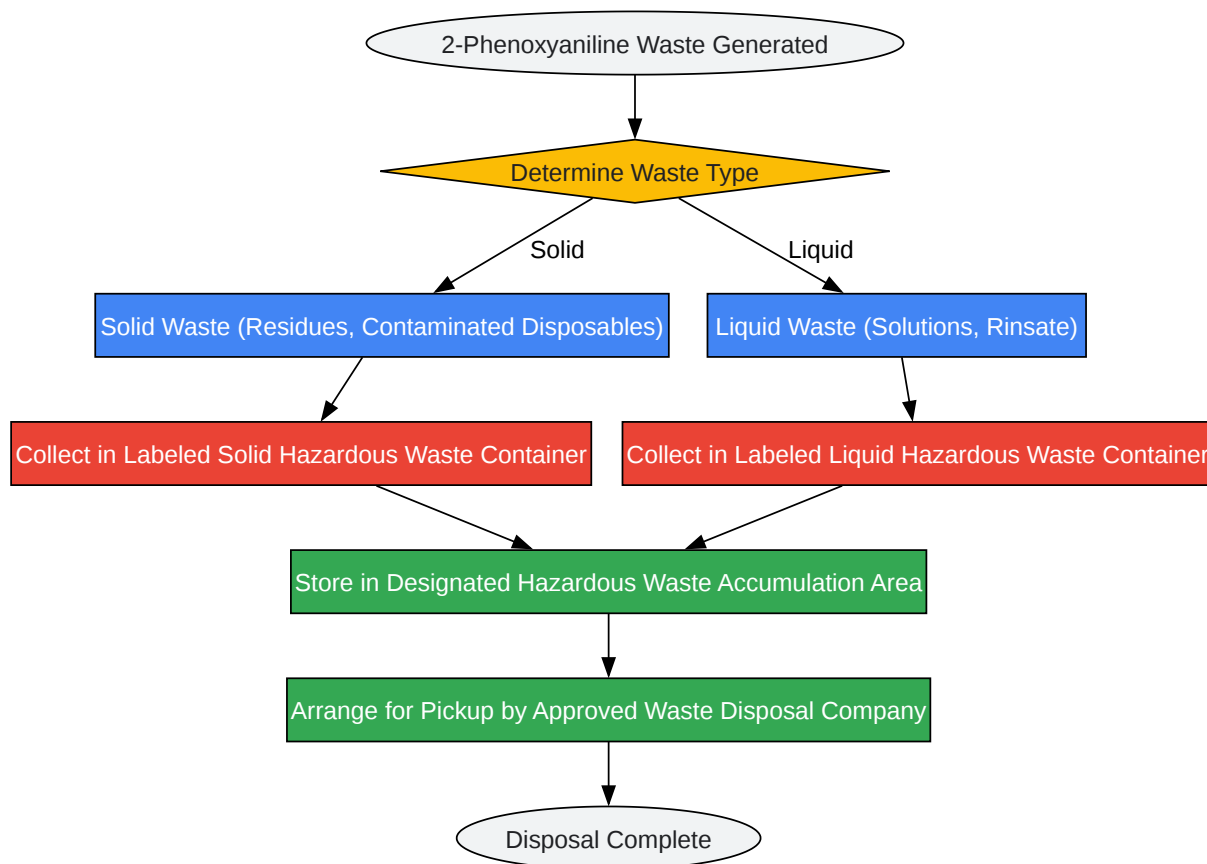 2-Phenoxyaniline Waste Generated
Determine Waste Type
Solid
Liquid
Solid Waste (Residues, Contaminated Disposables)
Liquid Waste (Solutions, Rinsate)
Collect in Labeled Solid Hazardous Waste Container
Collect in Labeled Liquid Hazardous Waste Container
Store in Designated Hazardous Waste Accumulation Area
Arrange for Pickup by Approved Waste Disposal Company
Disposal Complete